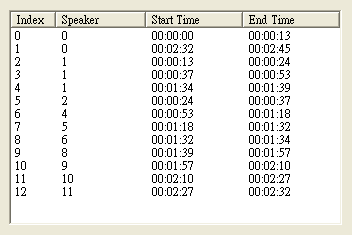 Index Speaker Start Time End Time
0 0 00:00:00 00:00:13
1 0 00:02:32 00:02:45
2 1 00:00:13 00:00:24
3 1 00:00:37 00:00:53
4 1 00:01:34 00:01:39
5 2 00:00:24 00:00:37
6 4 00:00:53 00:01:18
7 5 00:01:18 00:01:32
8 6 00:01:32 00:01:34
9 8 00:01:39 00:01:57
10 9 00:01:57 00:02:10
11 10 00:02:10 00:02:27
12 11 00:02:27 00:02:32